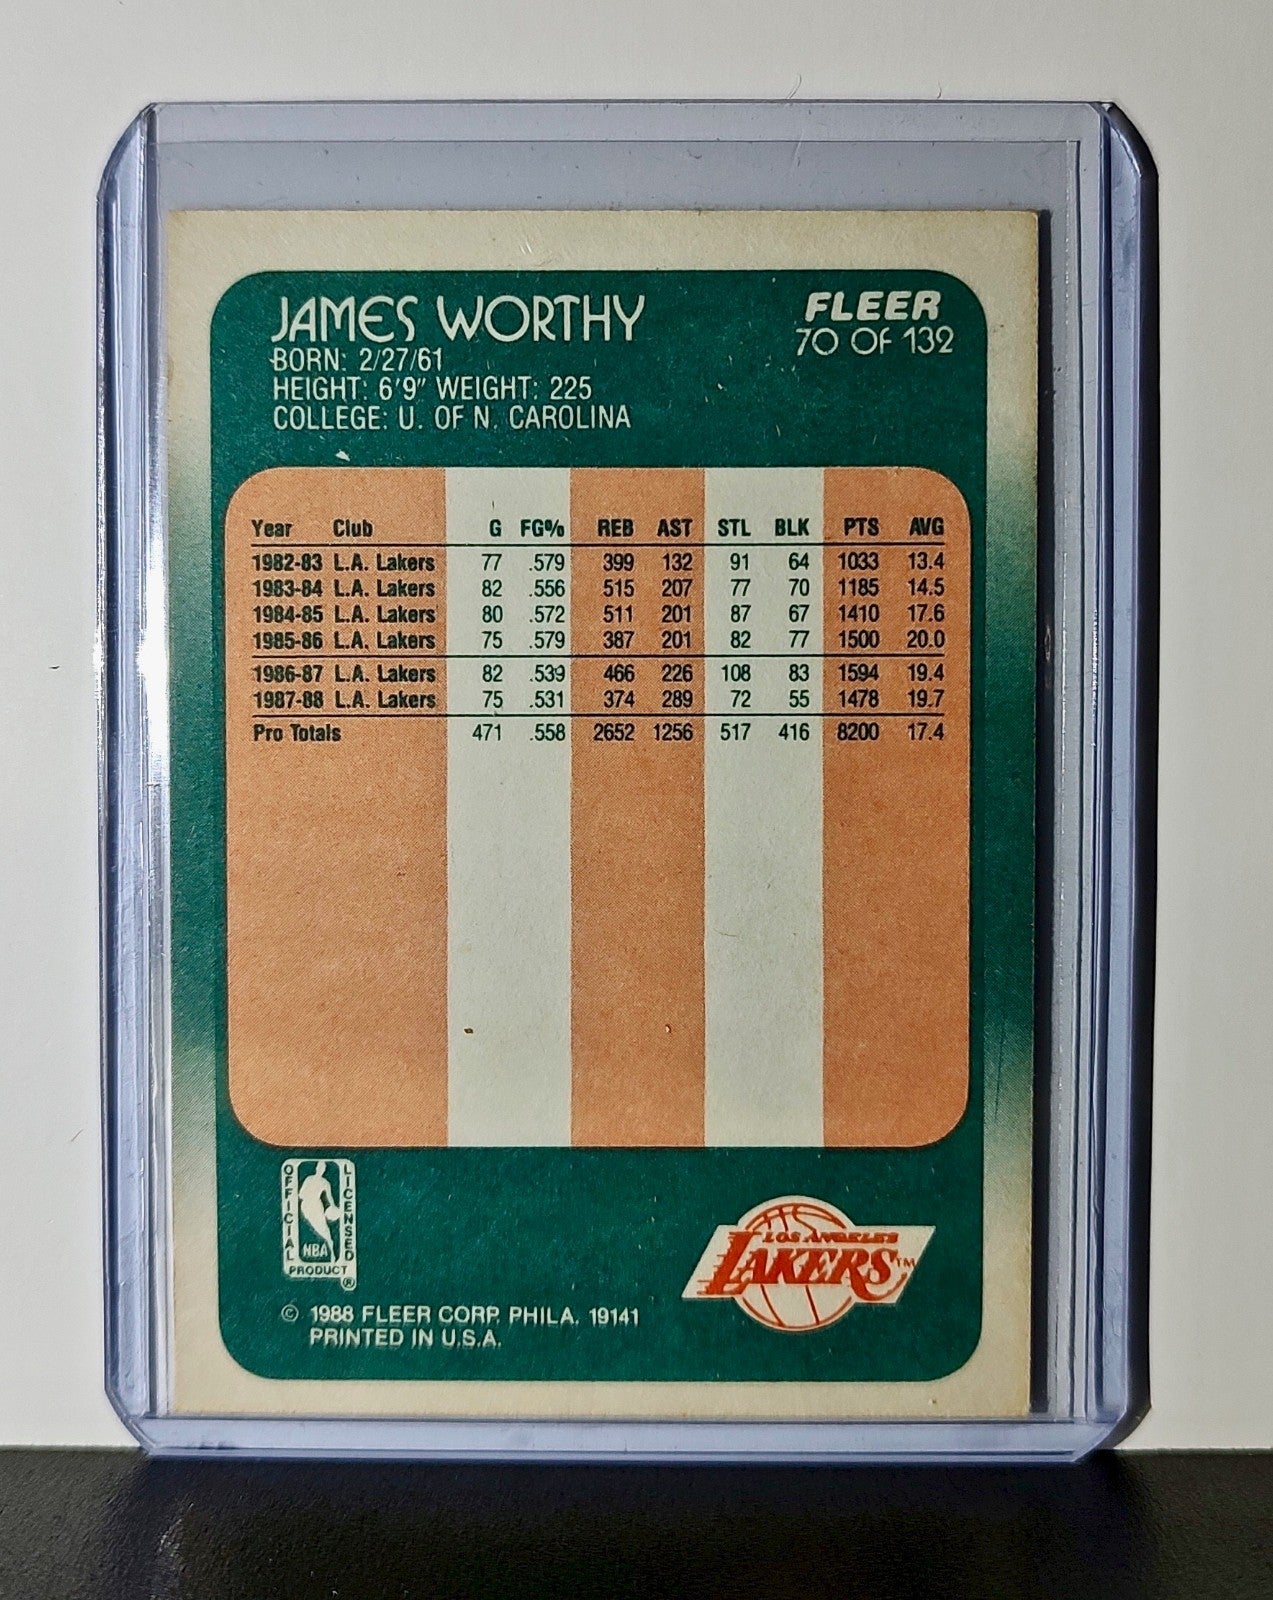 JAMES WORTHY
BORN: 2/27/61
HEIGHT: 6'9" WEIGHT: 225
COLLEGE: U. OF N. CAROLINA
FLEER
70 OF 132
Year Club G FG% REB AST STL BLK PTS AVG
1982-83 L.A. Lakers 77 .579 399 132 91 64 1033 13.4
1983-84 L.A. Lakers 82 .556 515 207 77 70 1185 14.5
1984-85 L.A. Lakers 80 .572 511 201 87 67 1410 17.6
1985-86 L.A. Lakers 75 .579 387 201 82 77 1500 20.0
1986-87 L.A. Lakers 82 .539 466 226 108 83 1594 19.4
1987-88 L.A. Lakers 75 .531 374 289 72 55 1478 19.7
Pro Totals 471 .558 2652 1256 517 416 8200 17.4
OFFICIAL
LICENSED
NBA
PRODUCT
®
LOS ANGELES
LAKERS™
© 1988 FLEER CORP. PHILA. 19141
PRINTED IN U.S.A.